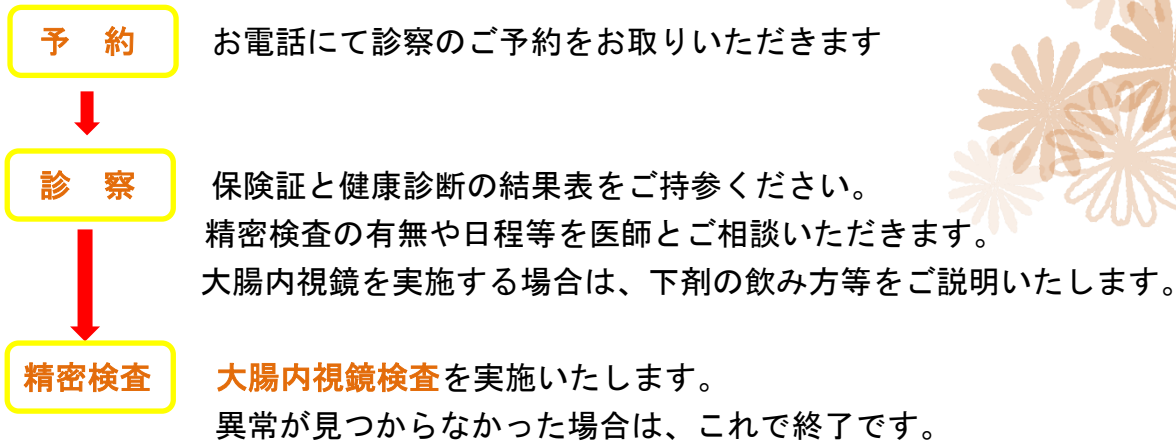 予　約　お電話にて診察のご予約をお取りいただきます
診　察　保険証と健康診断の結果表をご持参ください。
精密検査の有無や日程等を医師とご相談いただきます。
大腸内視鏡を実施する場合は、下剤の飲み方等をご説明いたします。
精密検査　大腸内視鏡検査を実施いたします。
異常が見つからなかった場合は、これで終了です。